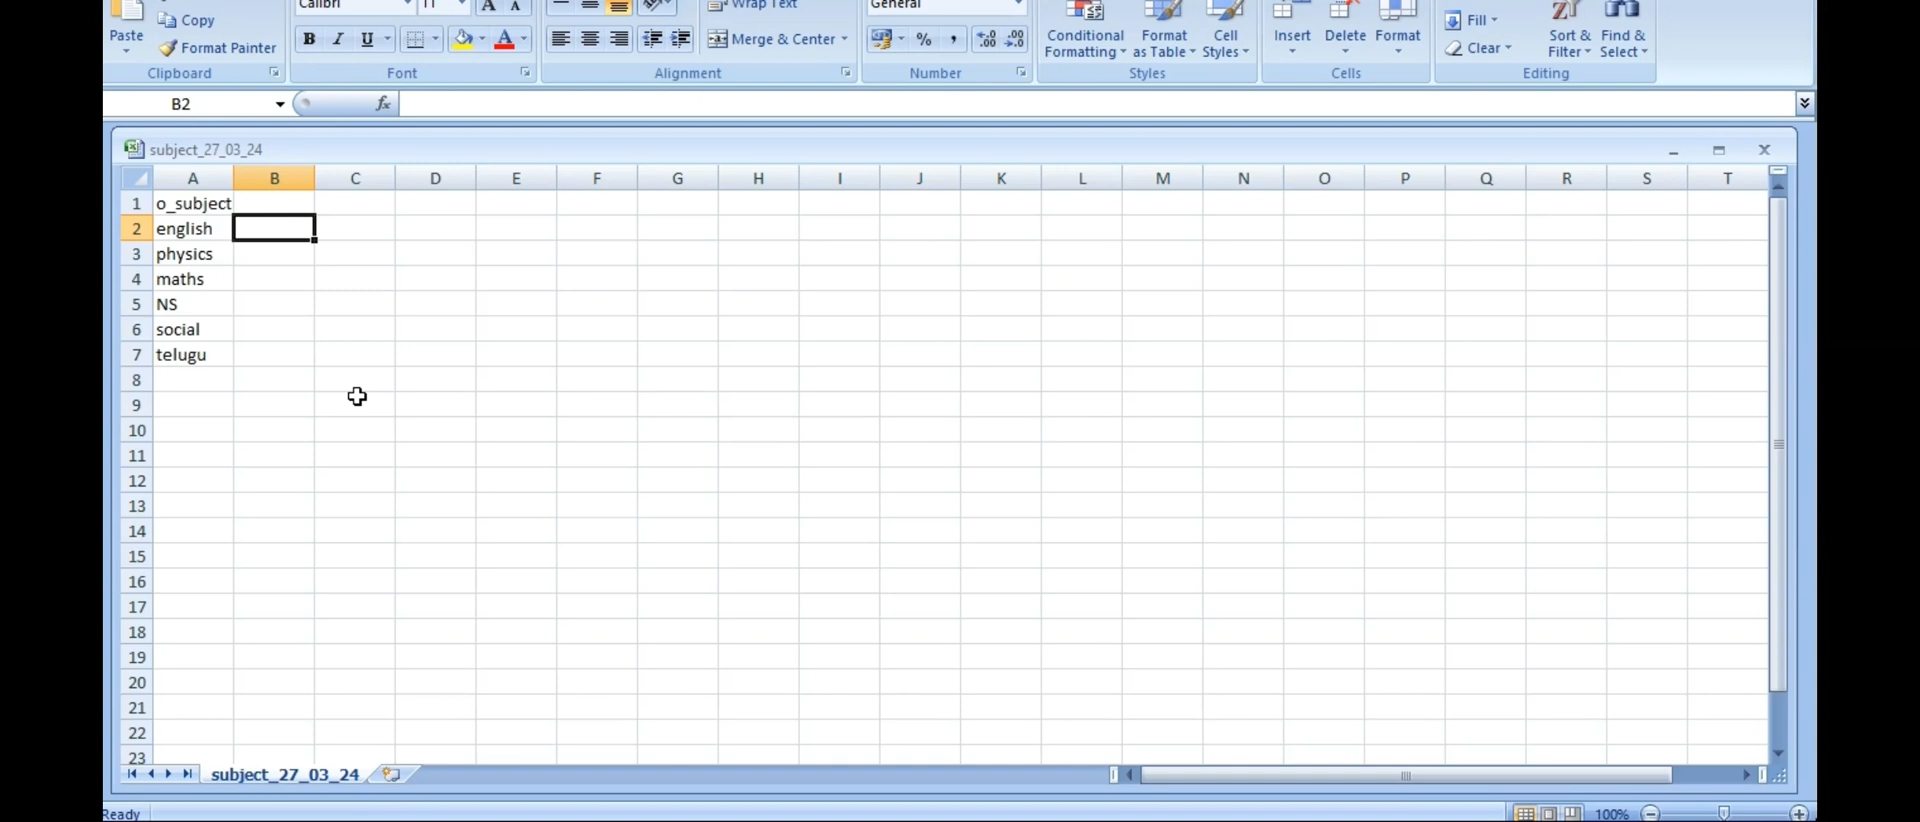 Calibri 11 A A Wrap Text General
Copy
Paste Format Painter B I U A Merge & Center % , .00 .00 Conditional Formatting Format as Table Cell Styles Insert Delete Format Fill Clear Sort & Filter Find & Select
Clipboard Font Alignment Number Styles Cells Editing
B2 fx
subject_27_03_24
A B C D E F G H I J K L M N O P Q R S T
1 o_subject
2 english
3 physics
4 maths
5 NS
6 social
7 telugu
8
9
10
11
12
13
14
15
16
17
18
19
20
21
22
23
subject_27_03_24
Ready 100%